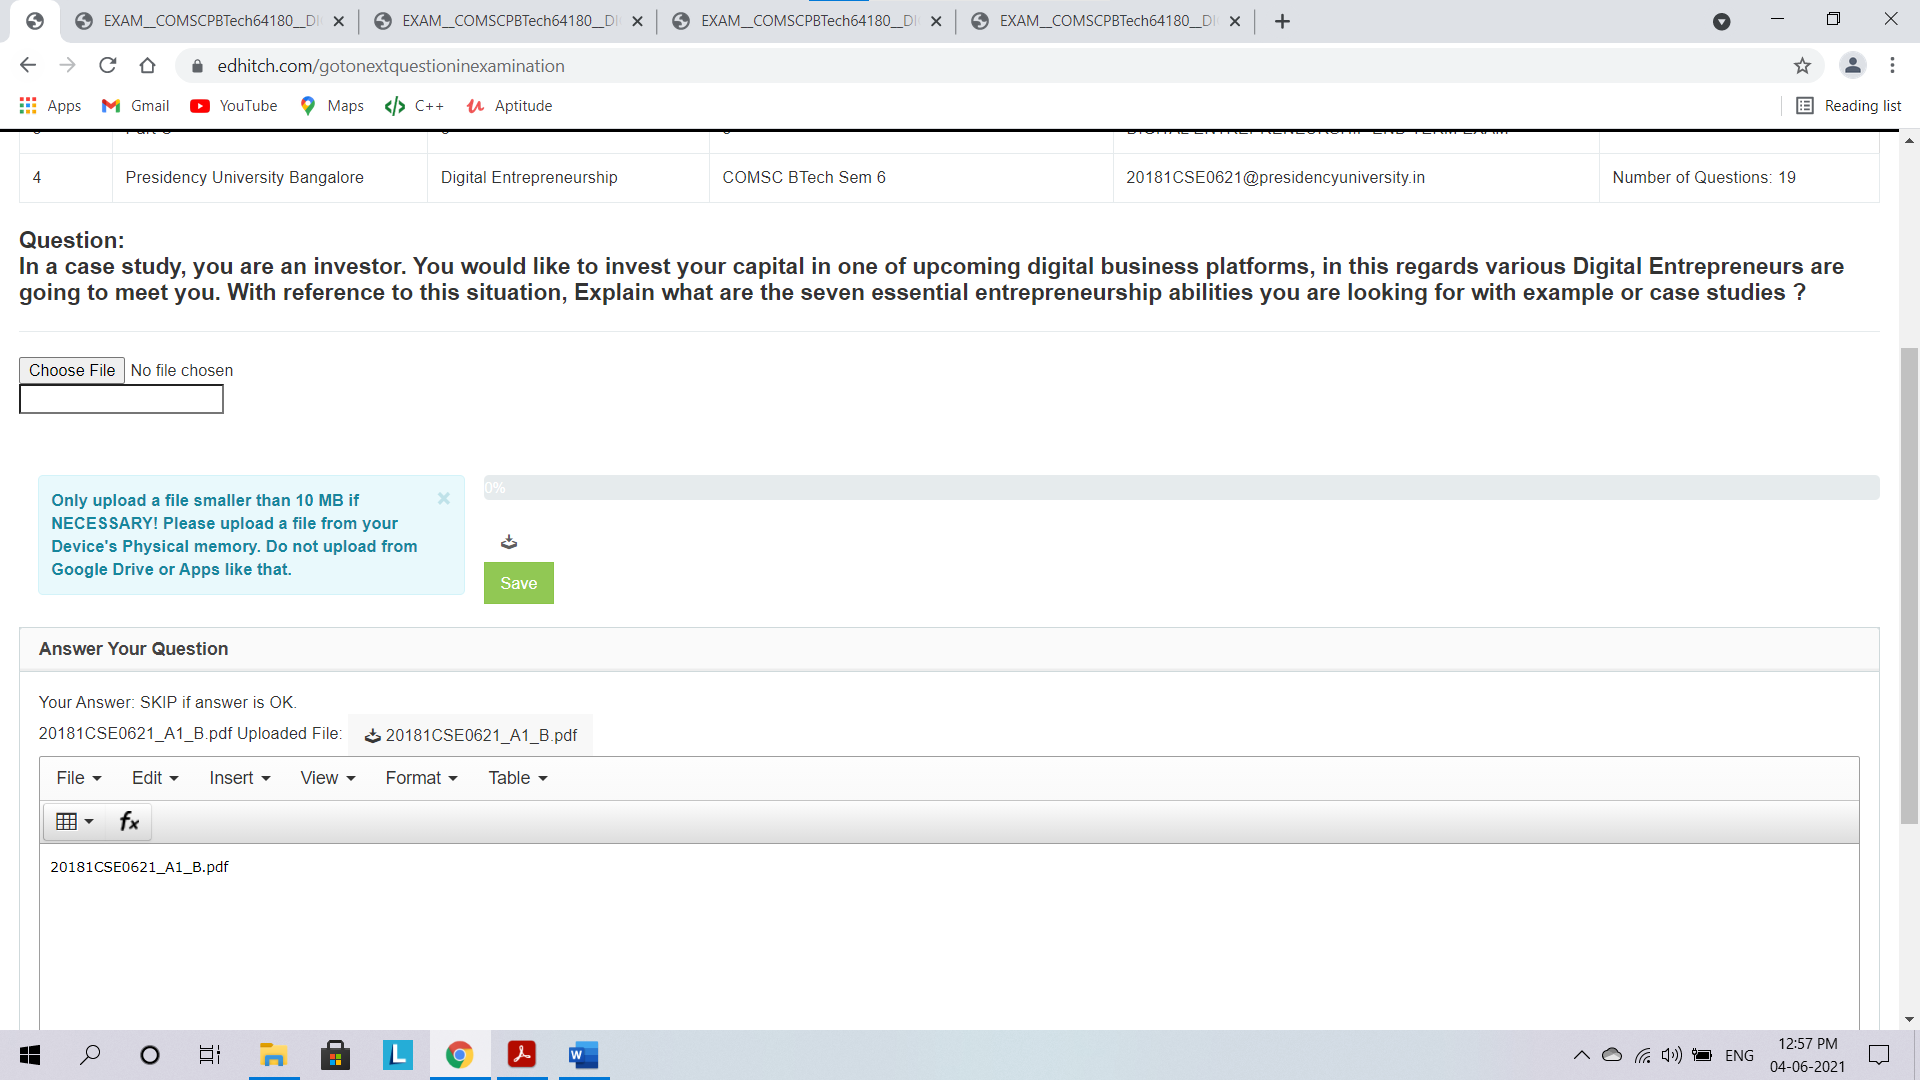 EXAM__COMSCPBTech64180__DI
EXAM__COMSCPBTech64180__DI
EXAM__COMSCPBTech64180__DI
EXAM__COMSCPBTech64180__DI
edhitch.com/gotonextquestioninexamination
Apps Gmail YouTube Maps C++ Aptitude Reading list
4 Presidency University Bangalore Digital Entrepreneurship COMSC BTech Sem 6 20181CSE0621@presidencyuniversity.in Number of Questions: 19
Question:
In a case study, you are an investor. You would like to invest your capital in one of upcoming digital business platforms, in this regards various Digital Entrepreneurs are
going to meet you. With reference to this situation, Explain what are the seven essential entrepreneurship abilities you are looking for with example or case studies ?
Choose File No file chosen
Only upload a file smaller than 10 MB if
NECESSARY! Please upload a file from your
Device's Physical memory. Do not upload from
Google Drive or Apps like that.
0%
Save
Answer Your Question
Your Answer: SKIP if answer is OK.
20181CSE0621_A1_B.pdf Uploaded File: 20181CSE0621_A1_B.pdf
File Edit Insert View Format Table
fx
20181CSE0621_A1_B.pdf
L
W
ENG
12:57 PM
04-06-2021